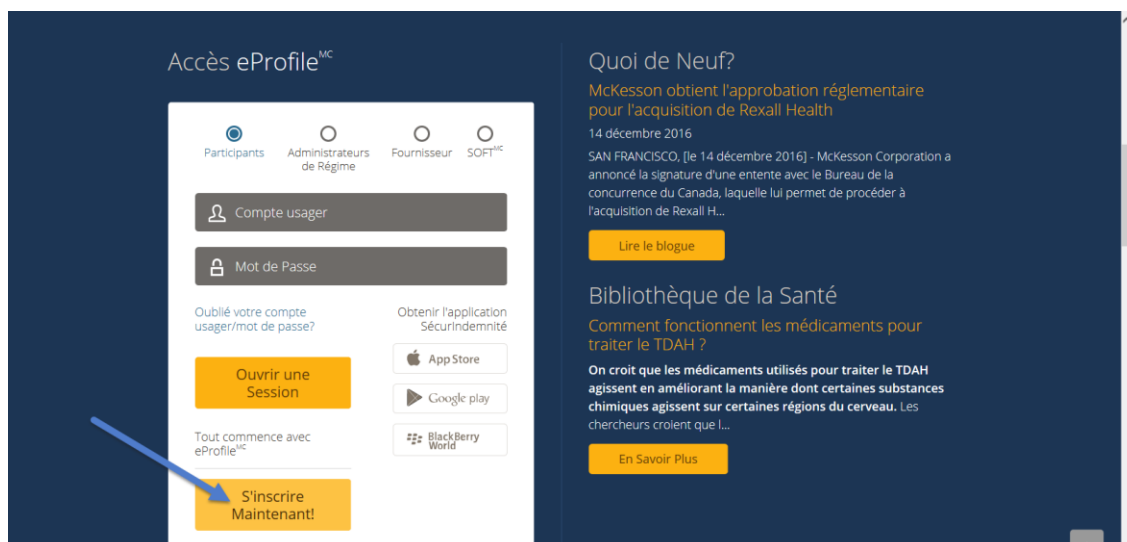 Accès eProfileMC
Participants
Administrateurs
de Régime
Fournisseur
SOFTMC
Compte usager
Mot de Passe
Oublié votre compte
usager/mot de passe?
Ouvrir une
Session
Tout commence avec
eProfileMC
S'inscrire
Maintenant!
Obtenir l'application
SécurIndemnité
App Store
Google play
BlackBerry
World
Quoi de Neuf?
McKesson obtient l'approbation réglementaire
pour l'acquisition de Rexall Health
14 décembre 2016
SAN FRANCISCO, [le 14 décembre 2016] - McKesson Corporation a
annoncé la signature d'une entente avec le Bureau de la
concurrence du Canada, laquelle lui permet de procéder à
l'acquisition de Rexall H...
Lire le blogue
Bibliothèque de la Santé
Comment fonctionnent les médicaments pour
traiter le TDAH ?
On croit que les médicaments utilisés pour traiter le TDAH
agissent en améliorant la manière dont certaines substances
chimiques agissent sur certaines régions du cerveau. Les
chercheurs croient que l...
En Savoir Plus